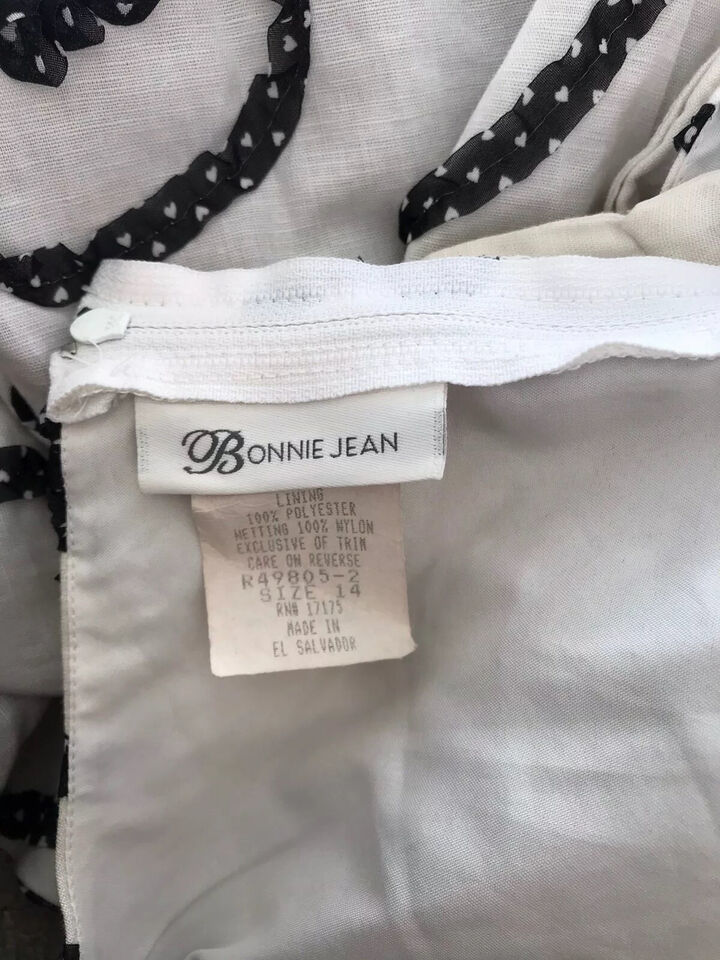 BONNIE JEAN
LINING
100% POLYESTER
NETTING 100% NYLON
EXCLUSIVE OF TRIM
CARE ON REVERSE
R49805-2
SIZE 14
RN# 17175
MADE IN
EL SALVADOR